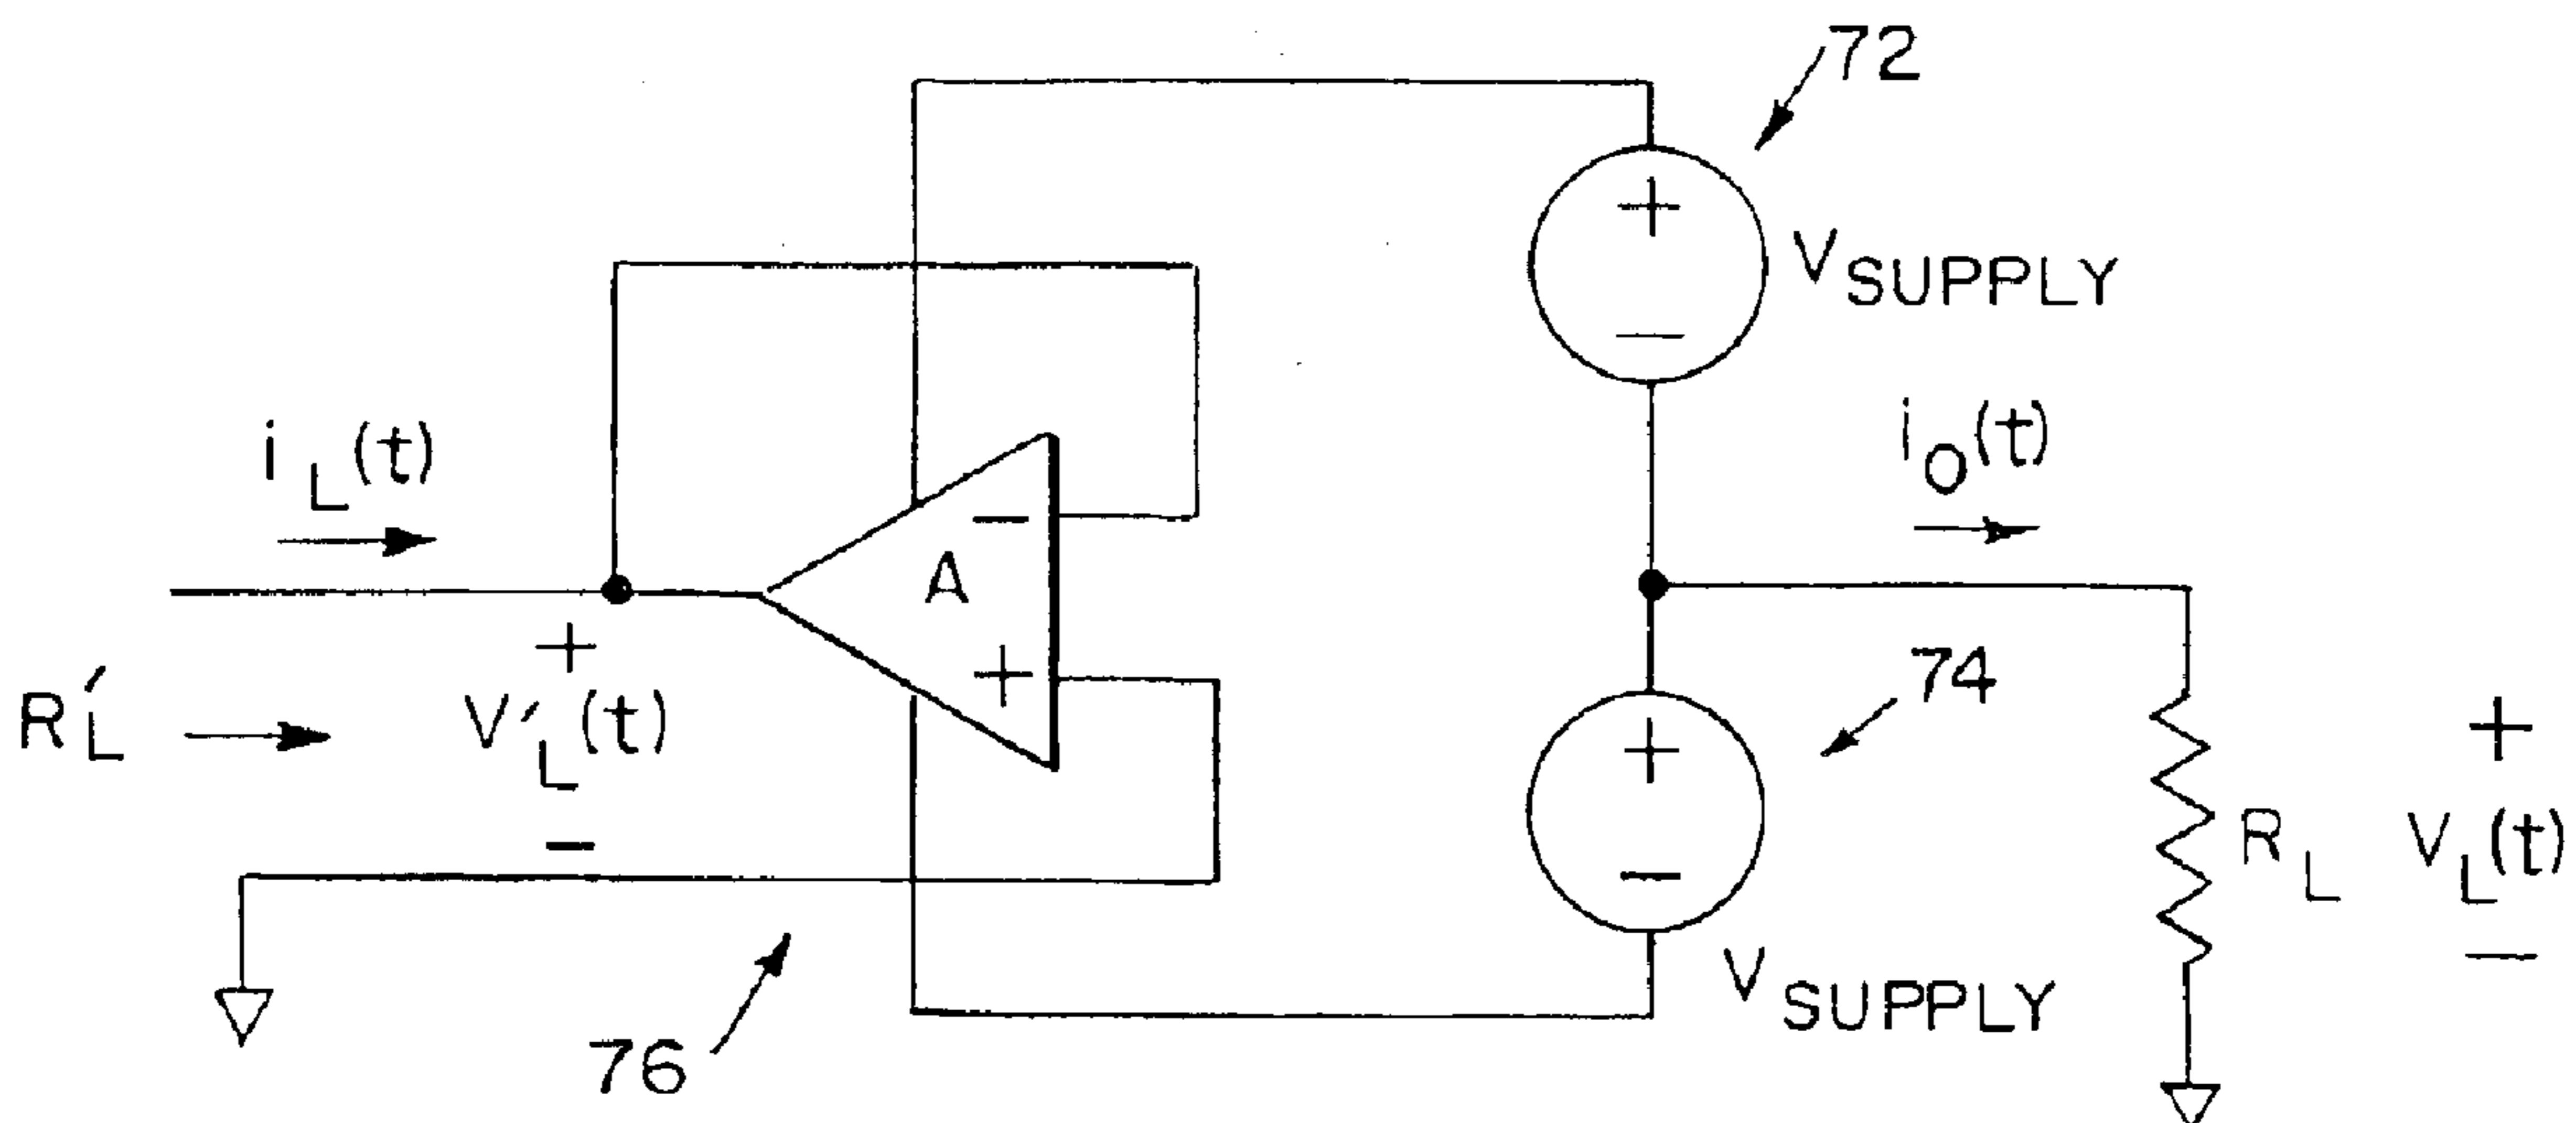 72
+
V SUPPLY
−
i L (t)
i O (t)
−
A
+
+
V′ L (t)
−
R′ L
74
+
−
V SUPPLY
R L
+
V L (t)
−
76